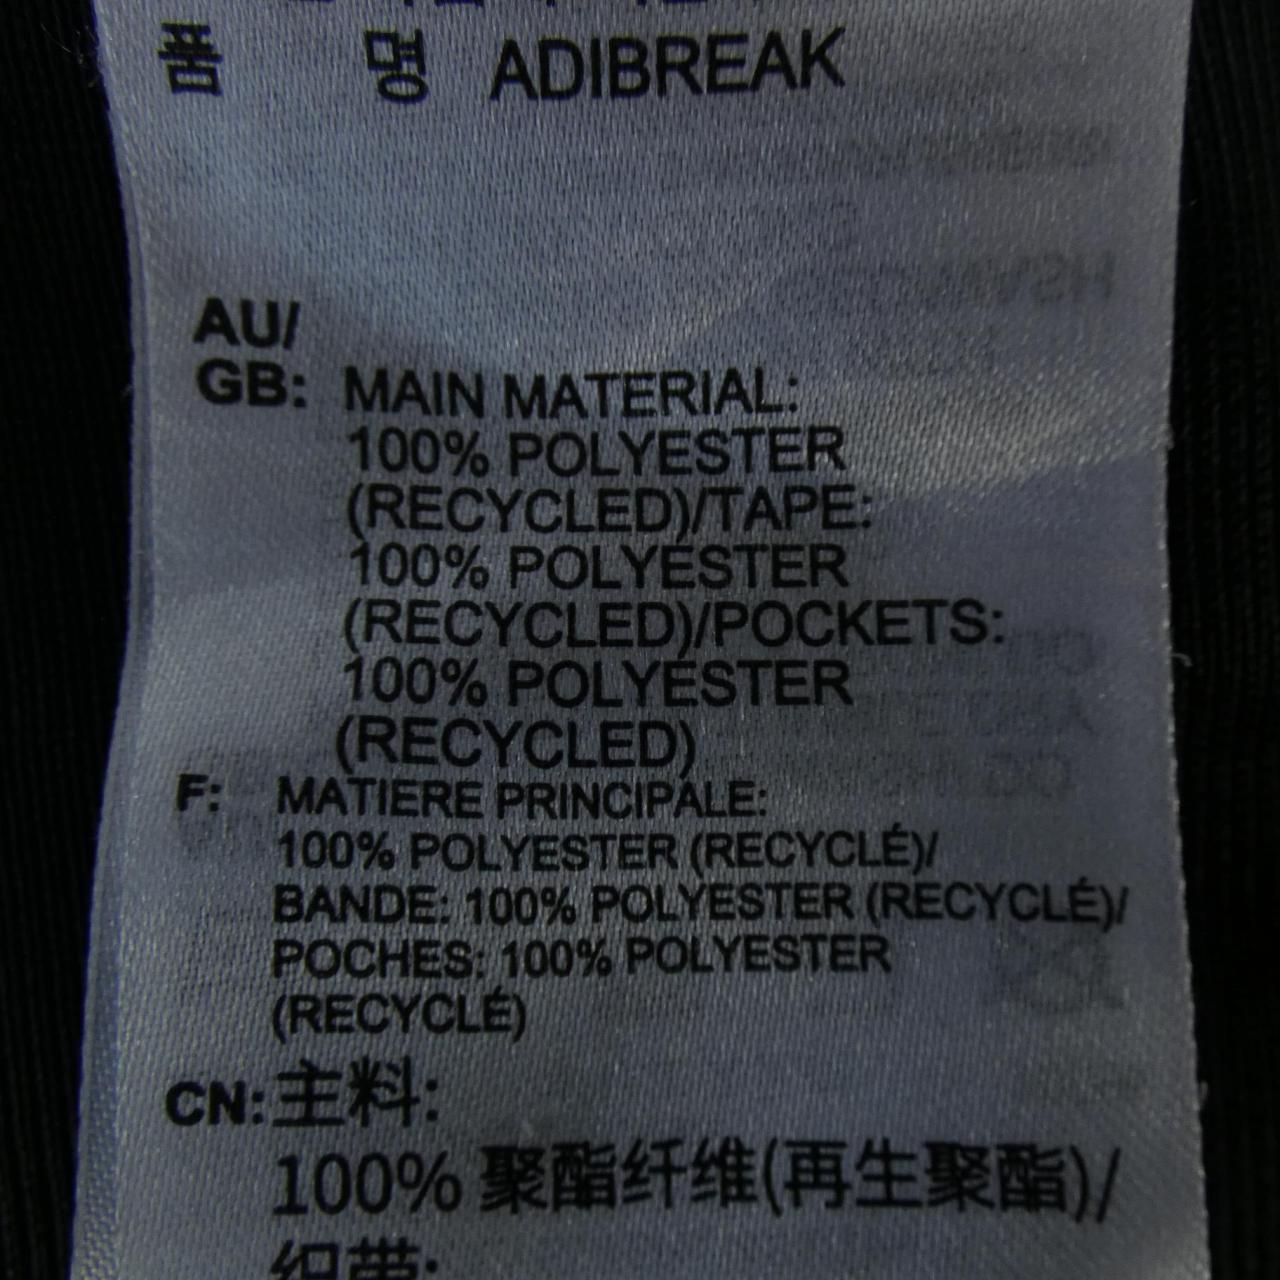 품 명 ADIBREAK
AU/
GB: MAIN MATERIAL:
100% POLYESTER
(RECYCLED)/TAPE:
100% POLYESTER
(RECYCLED)/POCKETS:
100% POLYESTER
(RECYCLED)
F: MATIERE PRINCIPALE:
100% POLYESTER (RECYCLÉ)/
BANDE: 100% POLYESTER (RECYCLÉ)/
POCHES: 100% POLYESTER
(RECYCLÉ)
CN: 主料:
100% 聚酯纤维(再生聚酯)/
织带: